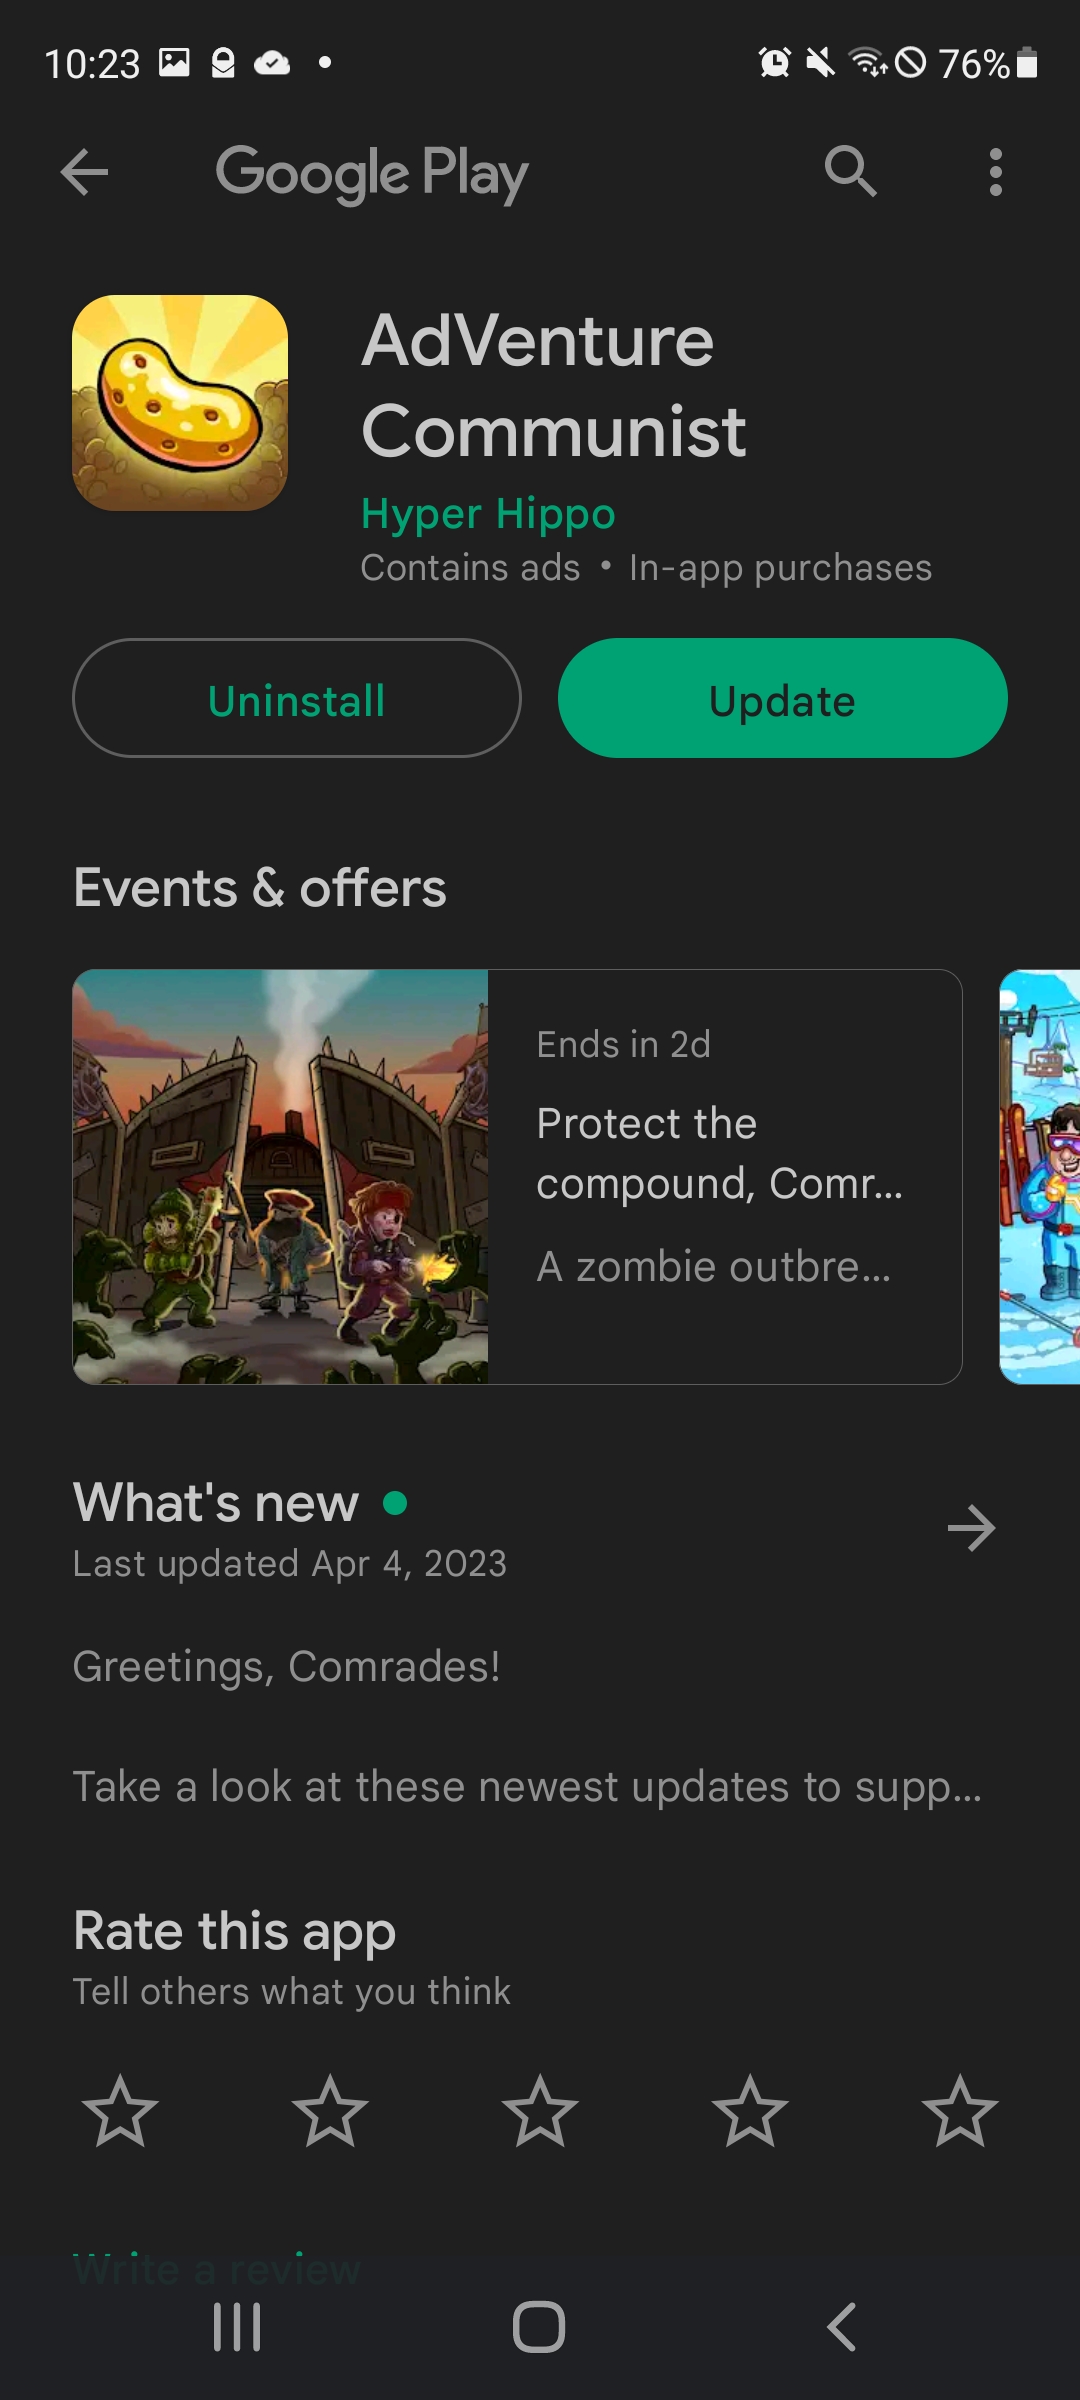 10:23
76%
Google Play
AdVenture
Communist
Hyper Hippo
Contains ads • In-app purchases
Uninstall
Update
Events & offers
Ends in 2d
Protect the
compound, Comr...
A zombie outbre...
What's new
Last updated Apr 4, 2023
Greetings, Comrades!
Take a look at these newest updates to supp...
Rate this app
Tell others what you think
Write a review